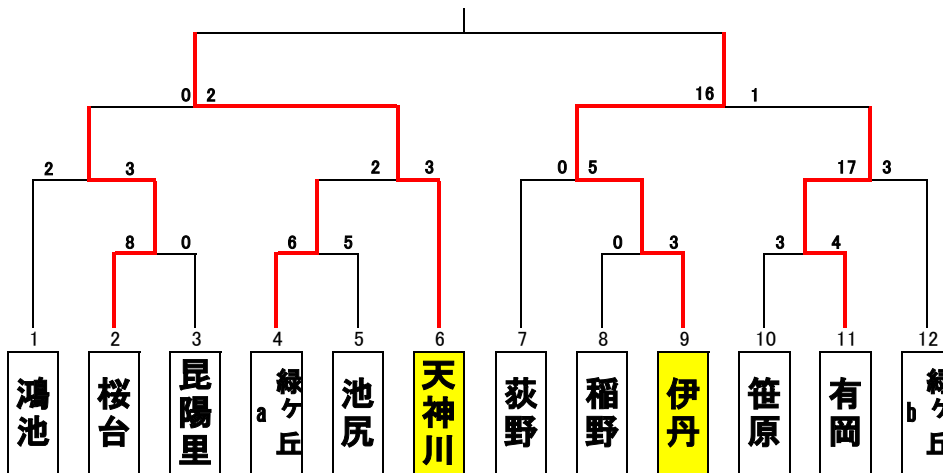 0 2 16 1
2 3 2 3 0 5 17 3
8 0 6 5 0 3 3 4
1 2 3 4 5 6 7 8 9 10 11 12
鴻池
桜台
昆陽里
緑ケ丘
a
池尻
天神川
荻野
稲野
伊丹
笹原
有岡
緑ケ丘
b